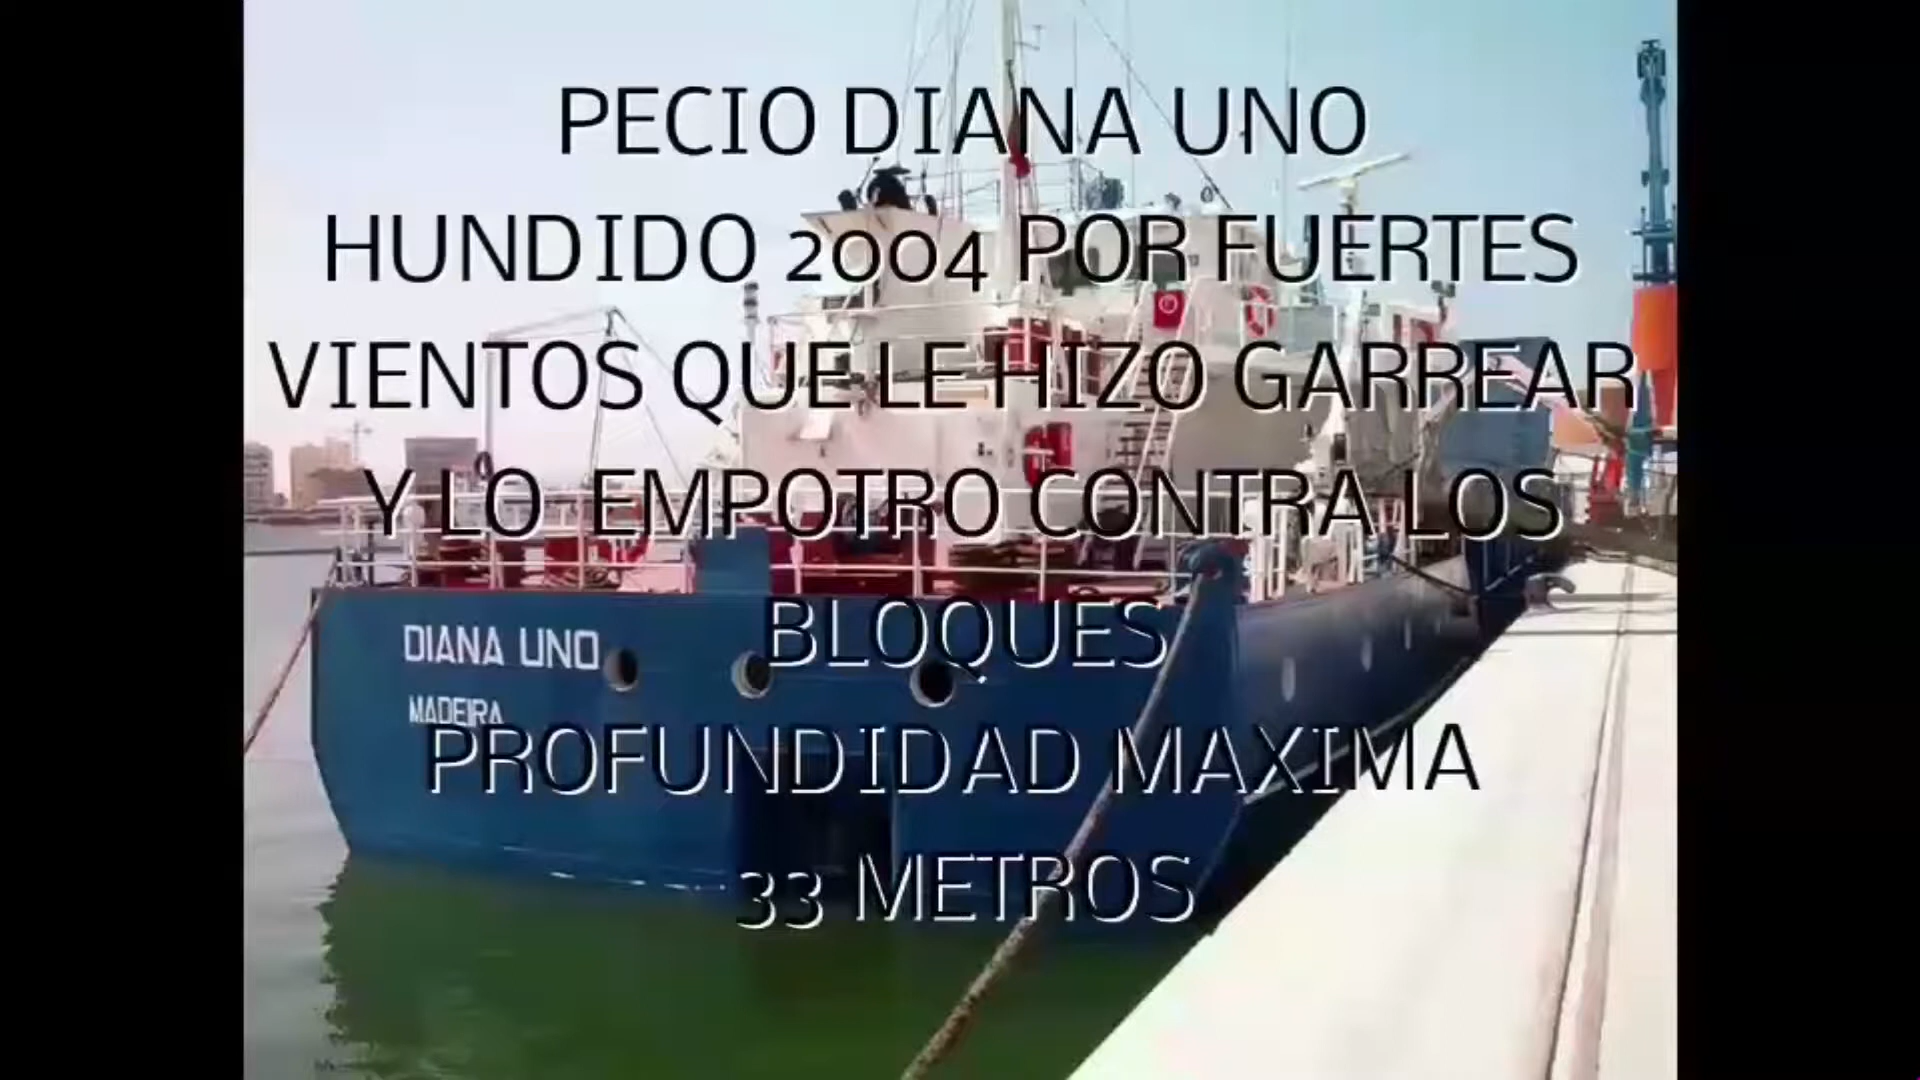 PECIO DIANA UNO
HUNDIDO 2004 POR FUERTES
VIENTOS QUE LE HIZO GARREAR
Y LO EMPOTRO CONTRA LOS
BLOQUES
DIANA UNO
MADEIRA
PROFUNDIDAD MAXIMA
33 METROS